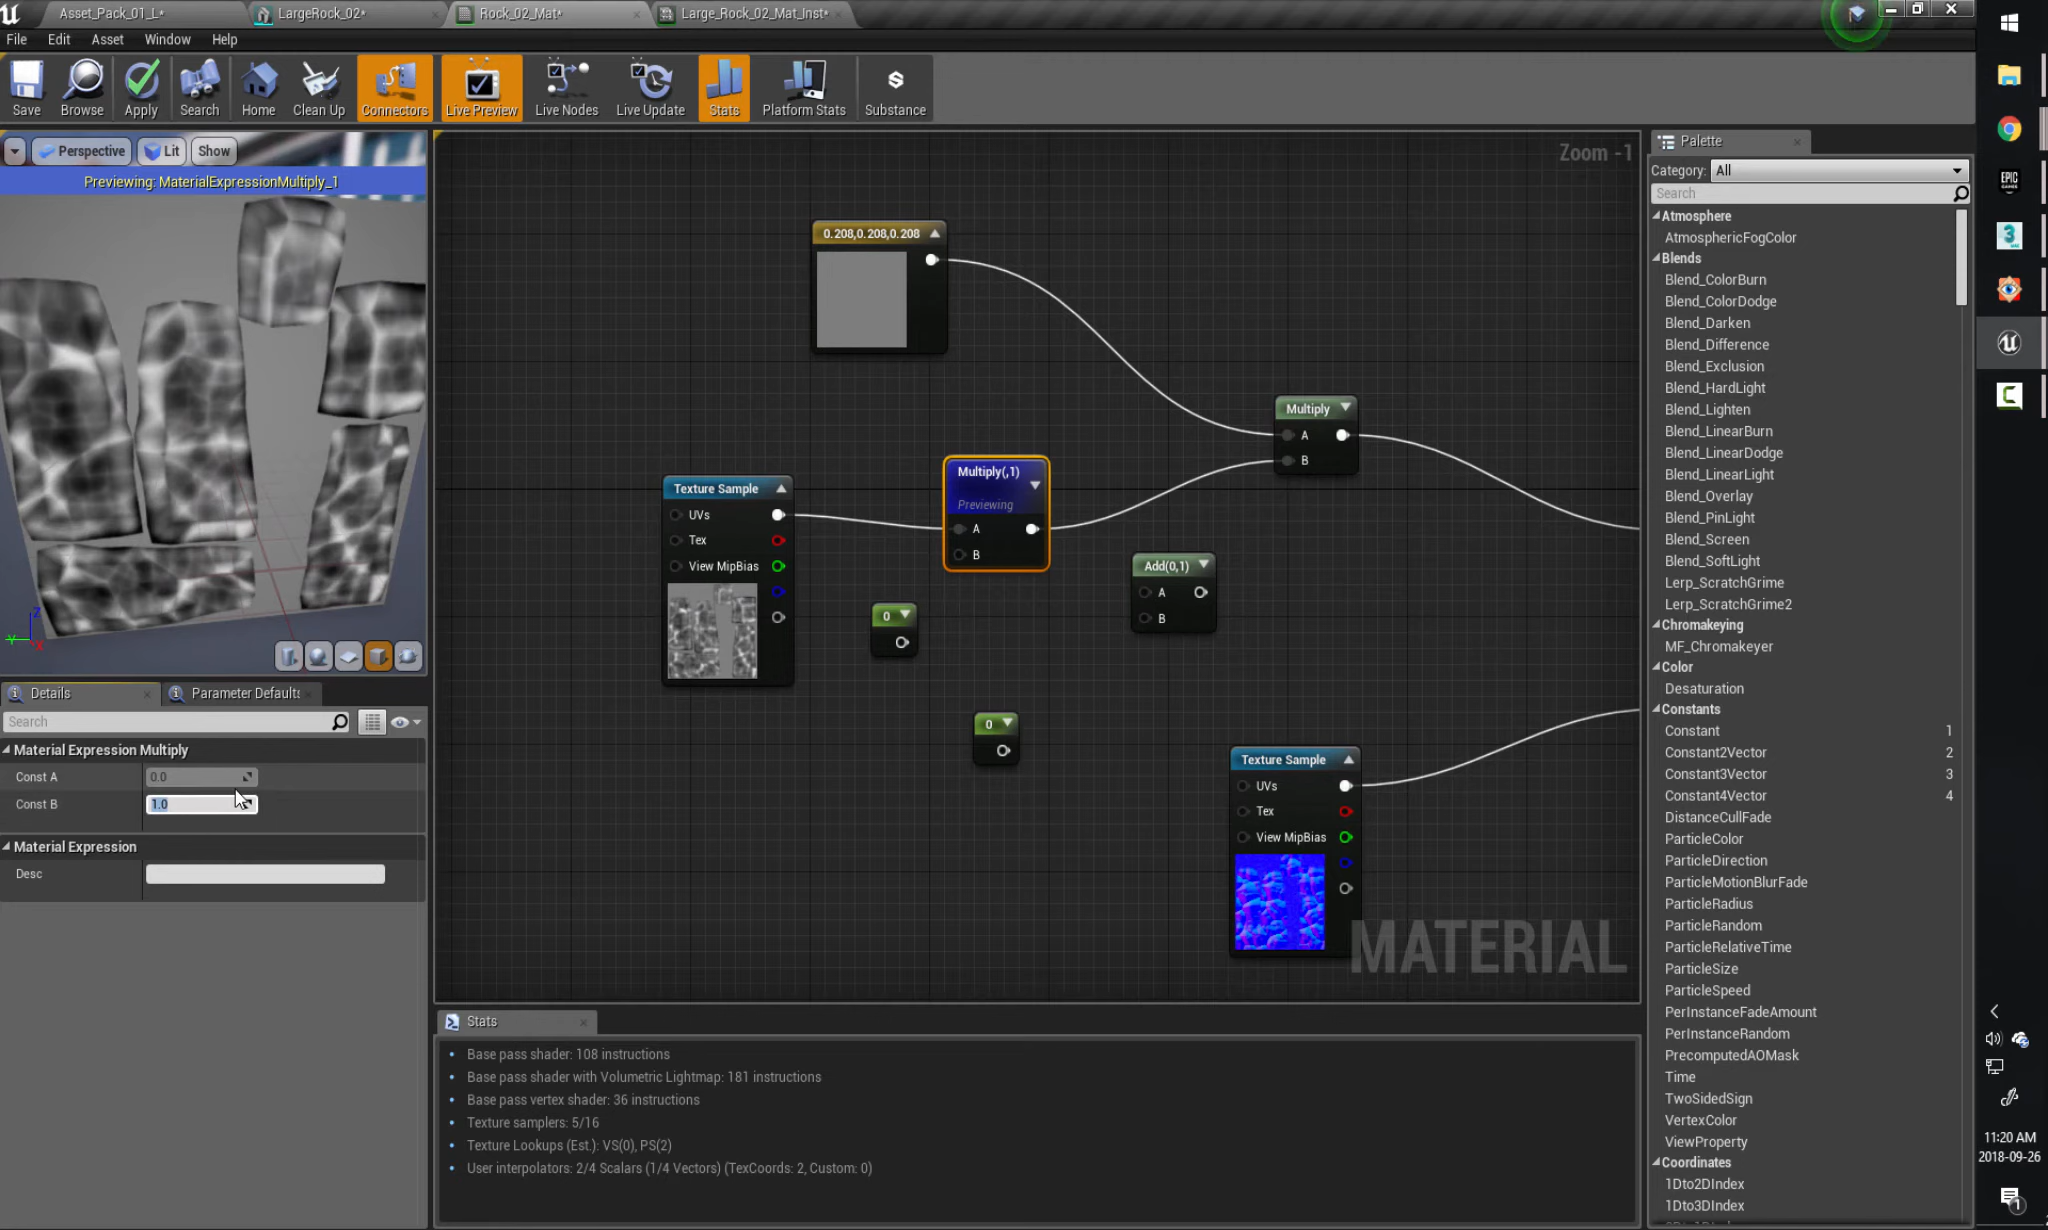 Asset_Pack_01_L*
LargeRock_02*
Rock_02_Mat*
Large_Rock_02_Mat_Inst*
File Edit Asset Window Help
Save Browse Apply Search Home Clean Up Connectors Live Preview Live Nodes Live Update Stats Platform Stats Substance
Perspective Lit Show
Previewing: MaterialExpressionMultiply_1
Z
Y
X
Details
Parameter Defaults
Search
Material Expression Multiply
Const A 0.0
Const B 1.0
Material Expression
Desc
Zoom -1
0.208,0.208,0.208
Multiply
A
B
Multiply(,1)
Previewing
A
B
Texture Sample
UVs
Tex
View MipBias
0
Add(0,1)
A
B
0
Texture Sample
UVs
Tex
View MipBias
MATERIAL
Stats
Base pass shader: 108 instructions
Base pass shader with Volumetric Lightmap: 181 instructions
Base pass vertex shader: 36 instructions
Texture samplers: 5/16
Texture Lookups (Est.): VS(0), PS(2)
User interpolators: 2/4 Scalars (1/4 Vectors) (TexCoords: 2, Custom: 0)
Palette
Category: All
Search
Atmosphere
AtmosphericFogColor
Blends
Blend_ColorBurn
Blend_ColorDodge
Blend_Darken
Blend_Difference
Blend_Exclusion
Blend_HardLight
Blend_Lighten
Blend_LinearBurn
Blend_LinearDodge
Blend_LinearLight
Blend_Overlay
Blend_PinLight
Blend_Screen
Blend_SoftLight
Lerp_ScratchGrime
Lerp_ScratchGrime2
Chromakeying
MF_Chromakeyer
Color
Desaturation
Constants
Constant 1
Constant2Vector 2
Constant3Vector 3
Constant4Vector 4
DistanceCullFade
ParticleColor
ParticleDirection
ParticleMotionBlurFade
ParticleRadius
ParticleRandom
ParticleRelativeTime
ParticleSize
ParticleSpeed
PerInstanceFadeAmount
PerInstanceRandom
PrecomputedAOMask
Time
TwoSidedSign
VertexColor
ViewProperty
Coordinates
1Dto2DIndex
1Dto3DIndex
EPIC
GAMES
3
11:20 AM
2018-09-26
1